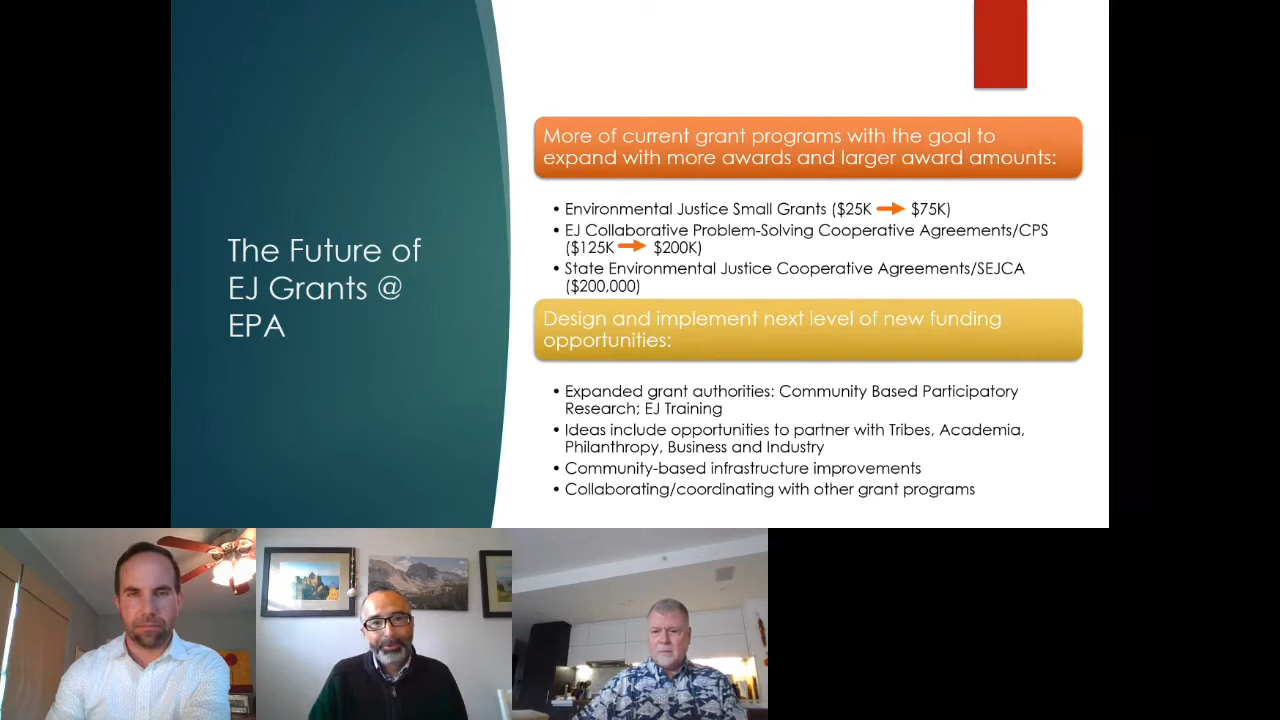 The Future of
EJ Grants @
EPA
More of current grant programs with the goal to
expand with more awards and larger award amounts:
• Environmental Justice Small Grants ($25K → $75K)
• EJ Collaborative Problem-Solving Cooperative Agreements/CPS
($125K → $200K)
• State Environmental Justice Cooperative Agreements/SEJCA
($200,000)
Design and implement next level of new funding
opportunities:
• Expanded grant authorities: Community Based Participatory
Research; EJ Training
• Ideas include opportunities to partner with Tribes, Academia,
Philanthropy, Business and Industry
• Community-based infrastructure improvements
• Collaborating/coordinating with other grant programs